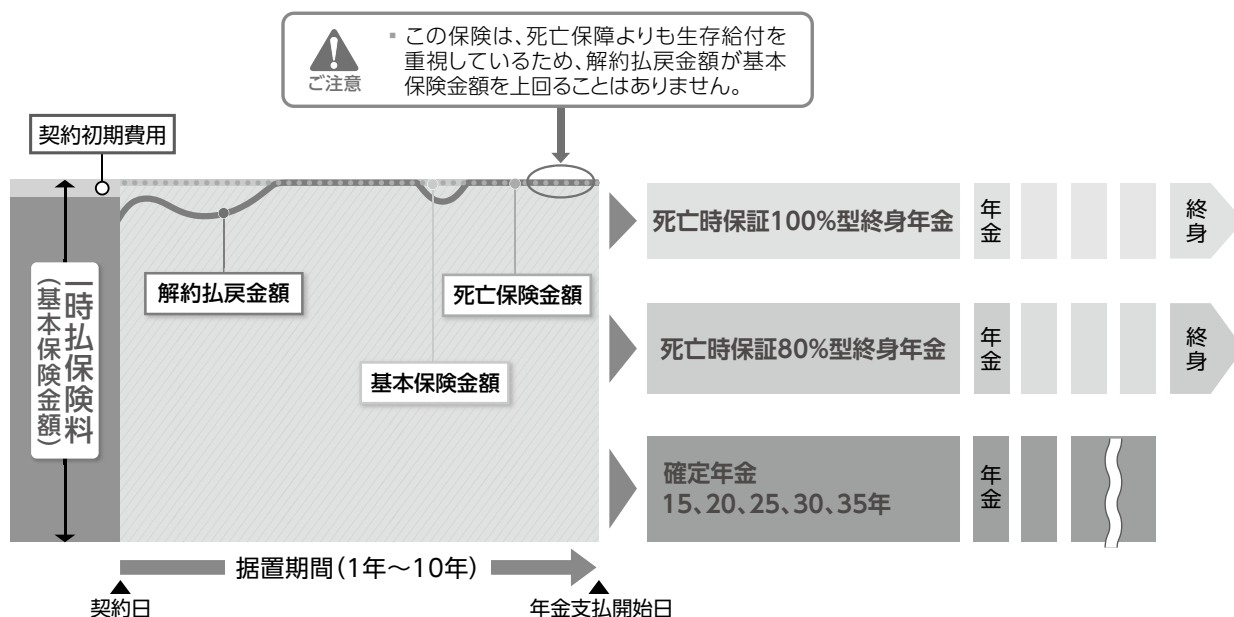 ご注意
▪ この保険は、死亡保障よりも生存給付を
重視しているため、解約払戻金額が基本
保険金額を上回ることはありません。
契約初期費用
一時払保険料
（基本保険金額）
解約払戻金額
死亡保険金額
基本保険金額
死亡時保証100%型終身年金
年金
終身
死亡時保証80%型終身年金
年金
終身
確定年金
15、20、25、30、35年
年金
据置期間（1年～10年）
契約日
年金支払開始日